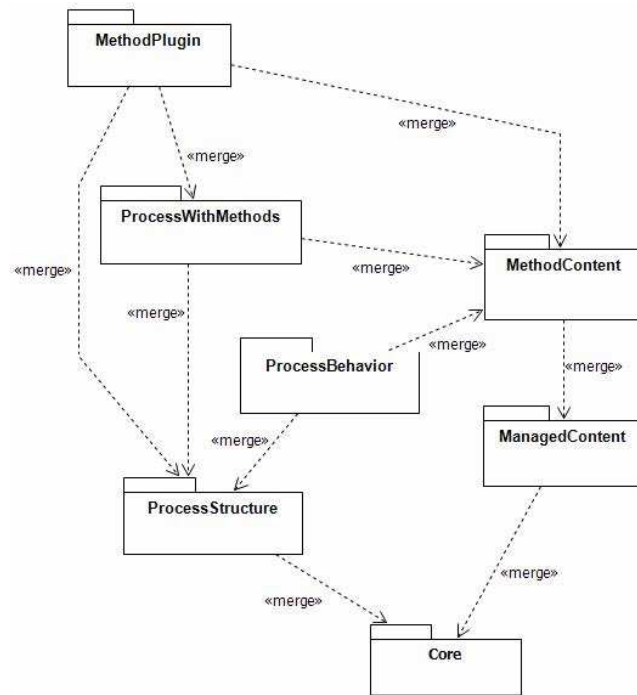 MethodPlugin
«merge»
«merge»
ProcessWithMethods
«merge»
«merge»
MethodContent
«merge»
«merge»
ProcessBehavior
«merge»
ManagedContent
«merge»
ProcessStructure
«merge»
«merge»
Core